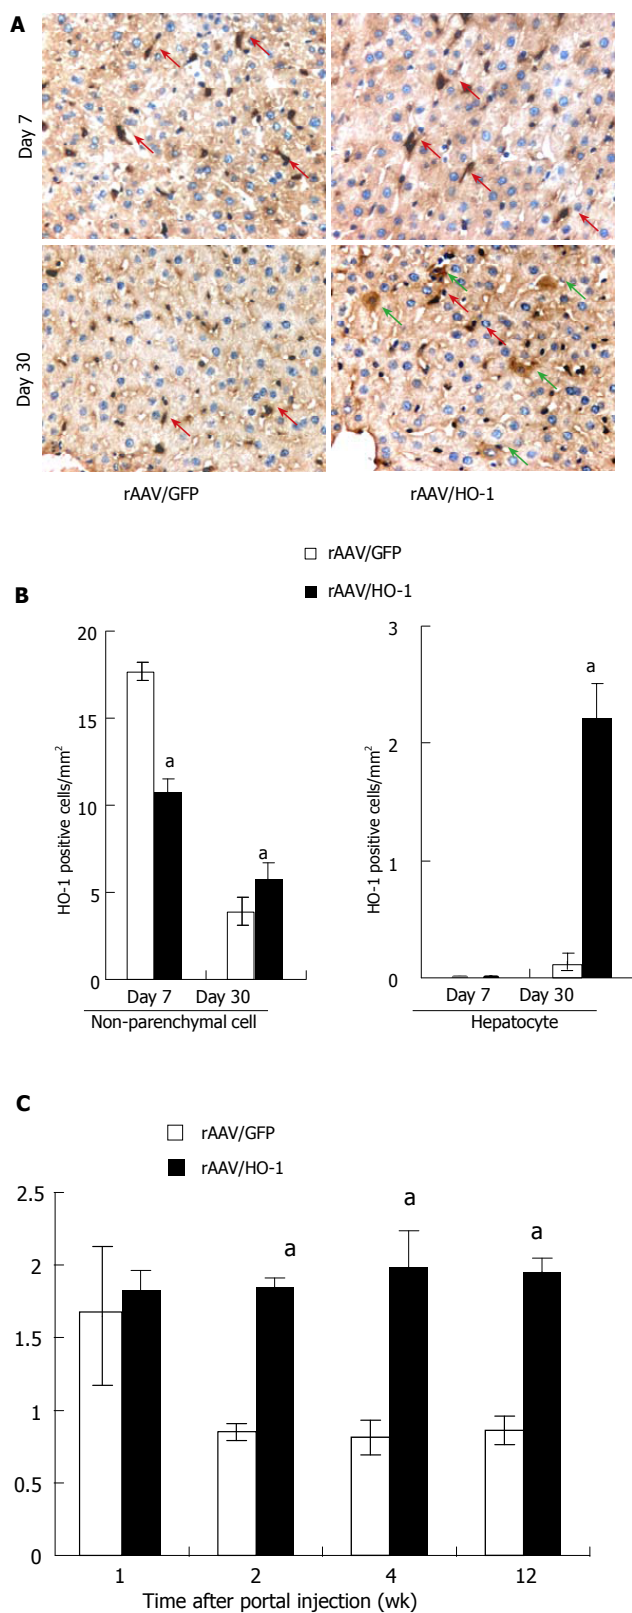 A
Day 7
Day 30
rAAV/GFP
rAAV/HO-1
rAAV/GFP
rAAV/HO-1
B
20
15
10
5
0
HO-1 positive cells/mm²
a
a
Day 7
Day 30
Non-parenchymal cell
3
2
1
0
HO-1 positive cells/mm²
a
Day 7
Day 30
Hepatocyte
C
rAAV/GFP
rAAV/HO-1
2.5
2
1.5
1
0.5
0
a
a
a
1
2
4
12
Time after portal injection (wk)